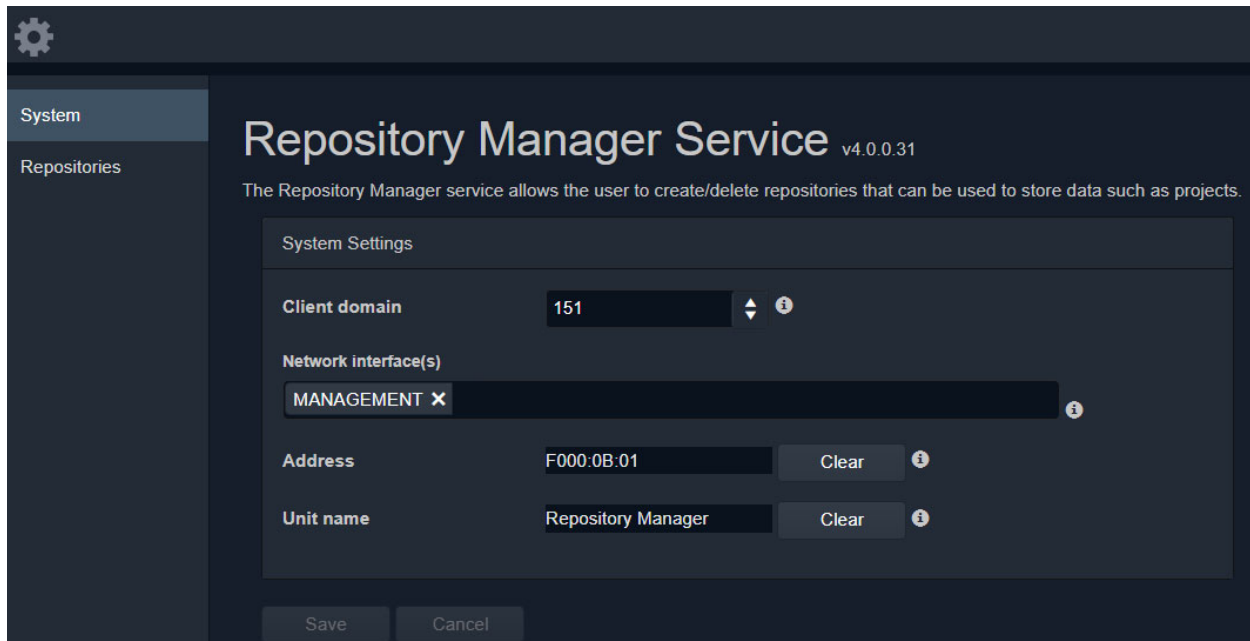 System
Repositories
Repository Manager Service v4.0.0.31
The Repository Manager service allows the user to create/delete repositories that can be used to store data such as projects.
System Settings
Client domain 151
Network interface(s)
MANAGEMENT
Address F000:0B:01 Clear
Unit name Repository Manager Clear
Save Cancel